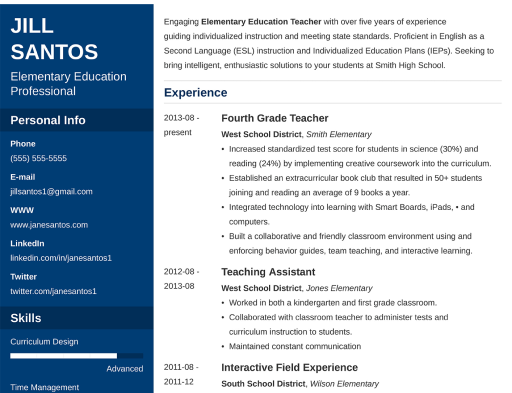 JILL
SANTOS
Elementary Education
Professional
Personal Info
Phone
(555) 555-5555
E-mail
jillsantos1@gmail.com
WWW
www.janesantos.com
LinkedIn
linkedin.com/in/janesantos1
Twitter
twitter.com/janesantos1
Skills
Curriculum Design
Advanced
Time Management
Engaging Elementary Education Teacher with over five years of experience
guiding individualized instruction and meeting state standards. Proficient in English as a
Second Language (ESL) instruction and Individualized Education Plans (IEPs). Seeking to
bring intelligent, enthusiastic solutions to your students at Smith High School.
Experience
2013-08 -
present
Fourth Grade Teacher
West School District, Smith Elementary
• Increased standardized test score for students in science (30%) and
reading (24%) by implementing creative coursework into the curriculum.
• Established an extracurricular book club that resulted in 50+ students
joining and reading an average of 9 books a year.
• Integrated technology into learning with Smart Boards, iPads, • and
computers.
• Built a collaborative and friendly classroom environment using and
enforcing behavior guides, team teaching, and interactive learning.
2012-08 -
2013-08
Teaching Assistant
West School District, Jones Elementary
• Worked in both a kindergarten and first grade classroom.
• Collaborated with classroom teacher to administer tests and
curriculum instruction to students.
• Maintained constant communication
2011-08 -
2011-12
Interactive Field Experience
South School District, Wilson Elementary